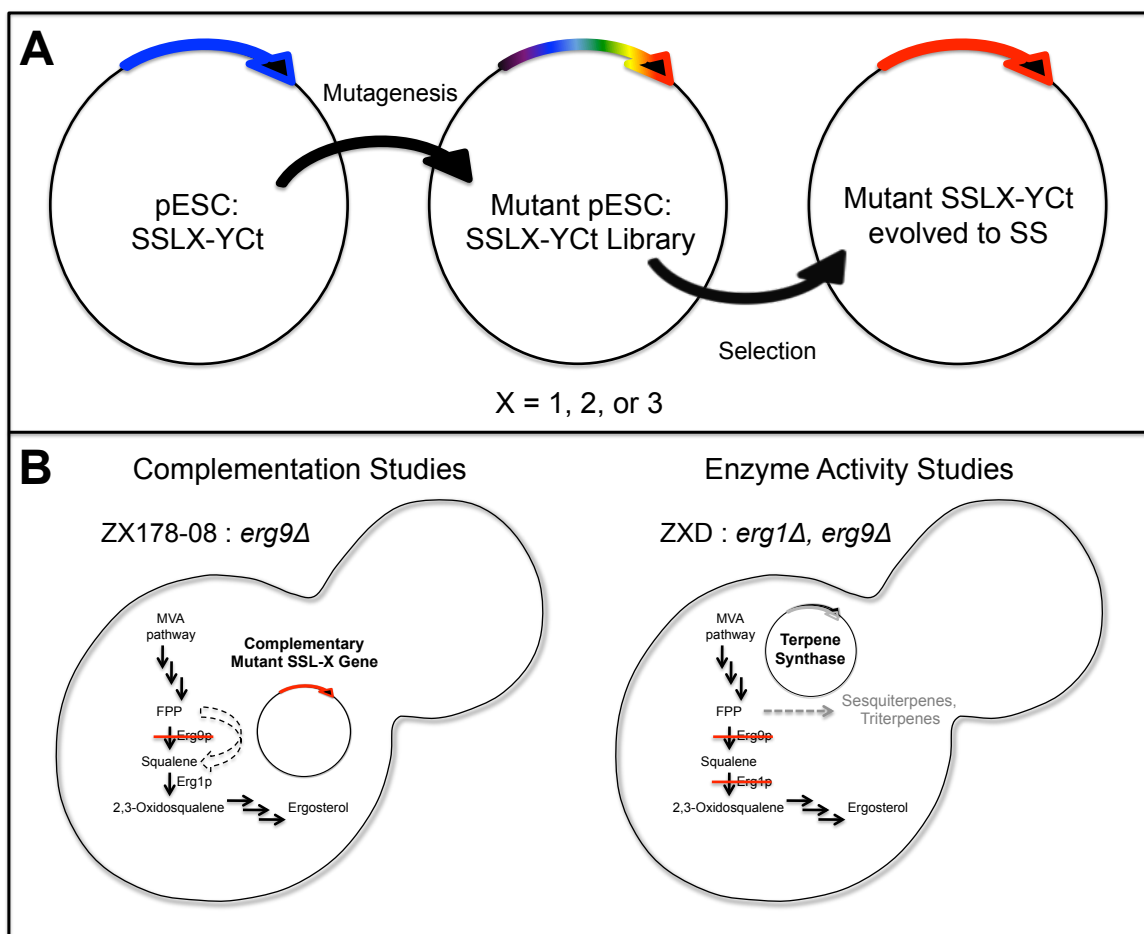 A
Mutagenesis
pESC:
SSLX-YCt
Mutant pESC:
SSLX-YCt Library
Mutant SSLX-YCt
evolved to SS
Selection
X = 1, 2, or 3
B
Complementation Studies
ZX178-08 : erg9Δ
MVA
pathway
FPP
Erg9p
Squalene
Erg1p
2,3-Oxidosqualene
Ergosterol
Complementary
Mutant SSL-X Gene
Enzyme Activity Studies
ZXD : erg1Δ, erg9Δ
MVA
pathway
Terpene
Synthase
FPP
Sesquiterpenes,
Triterpenes
Erg9p
Squalene
Erg1p
2,3-Oxidosqualene
Ergosterol